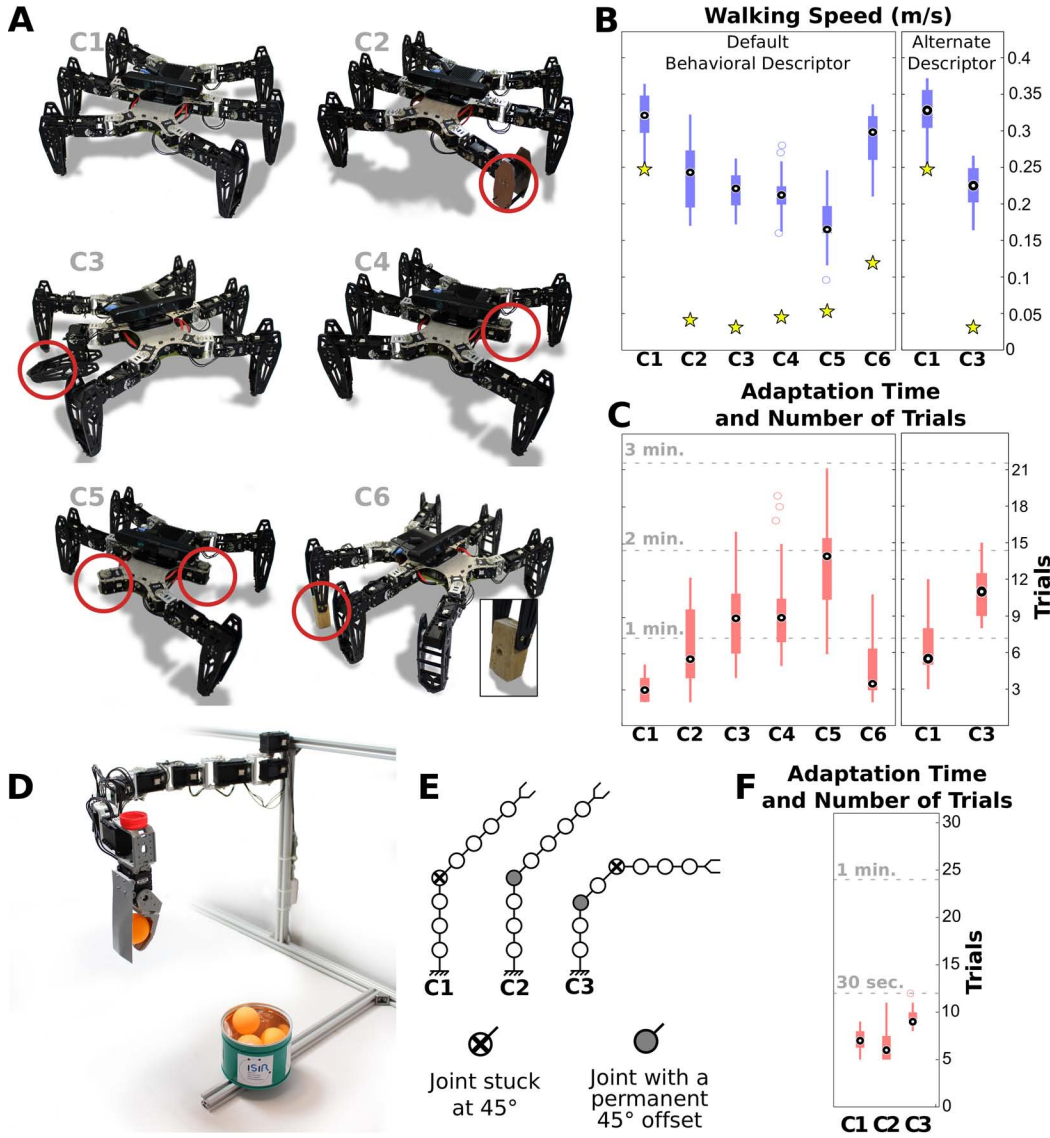 A
C1
C2
C3
C4
C5
C6
B
Walking Speed (m/s)
Default
Behavioral Descriptor
Alternate
Descriptor
0.4
0.35
0.3
0.25
0.2
0.15
0.1
0.05
0
C1 C2 C3 C4 C5 C6 C1 C3
Adaptation Time
and Number of Trials
C
3 min.
2 min.
1 min.
21
18
15
12
9
6
3
Trials
C1 C2 C3 C4 C5 C6 C1 C3
D
ISIR
E
C1 C2 C3
Joint stuck
at 45°
Joint with a
permanent
45° offset
F
Adaptation Time
and Number of Trials
1 min.
30 sec.
30
25
20
15
10
5
0
Trials
C1 C2 C3